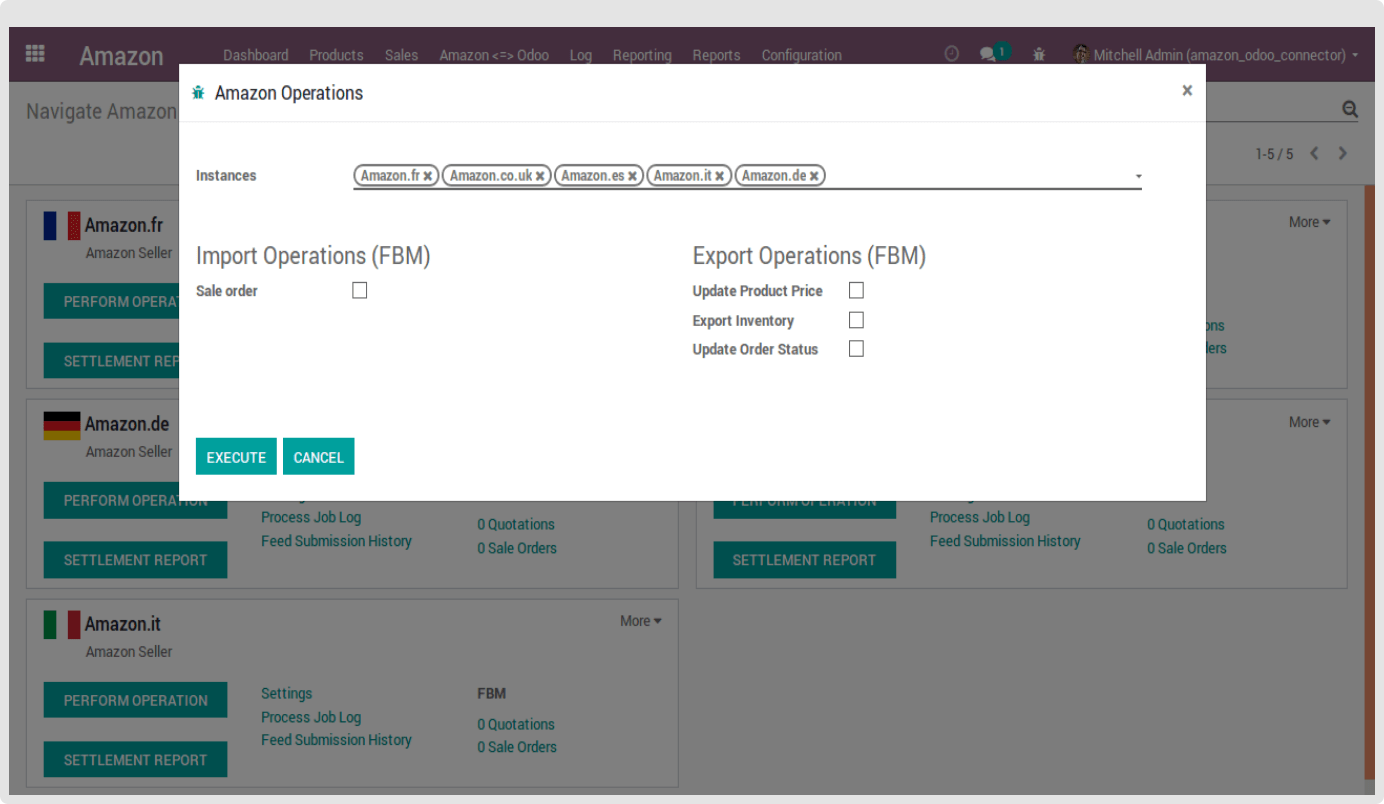 Amazon Dashboard Products Sales Amazon <=> Odoo Log Reporting Reports Configuration 1 Mitchell Admin (amazon_odoo_connector)
Navigate Amazon
1-5 / 5
Amazon Operations ×
Instances Amazon.fr × Amazon.co.uk × Amazon.es × Amazon.it × Amazon.de ×
Import Operations (FBM)
Sale order
Export Operations (FBM)
Update Product Price
Export Inventory
Update Order Status
EXECUTE CANCEL
Amazon.fr
Amazon Seller
PERFORM OPERAT
SETTLEMENT REP
More
ons
ders
Amazon.de
Amazon Seller
PERFORM OPERATION
SETTLEMENT REPORT
Process Job Log
Feed Submission History
0 Quotations
0 Sale Orders
More
PERFORM OPERATION
SETTLEMENT REPORT
Process Job Log
Feed Submission History
0 Quotations
0 Sale Orders
Amazon.it More
Amazon Seller
PERFORM OPERATION
SETTLEMENT REPORT
Settings
Process Job Log
Feed Submission History
FBM
0 Quotations
0 Sale Orders